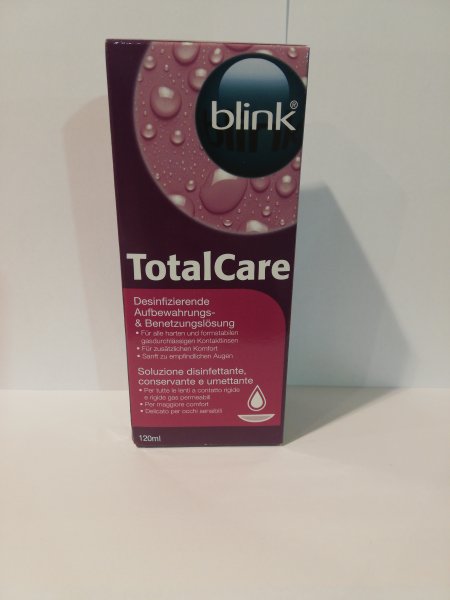 blink®
TotalCare
Desinfizierende
Aufbewahrungs-
& Benetzungslösung
• Für alle harten und formstabilen
gasdurchlässigen Kontaktlinsen
• Für zusätzlichen Komfort
• Sanft zu empfindlichen Augen
Soluzione disinfettante,
conservante e umettante
• Per tutte le lenti a contatto rigide
e rigide gas permeabili
• Per maggiore comfort
• Delicato per occhi sensibili
120ml